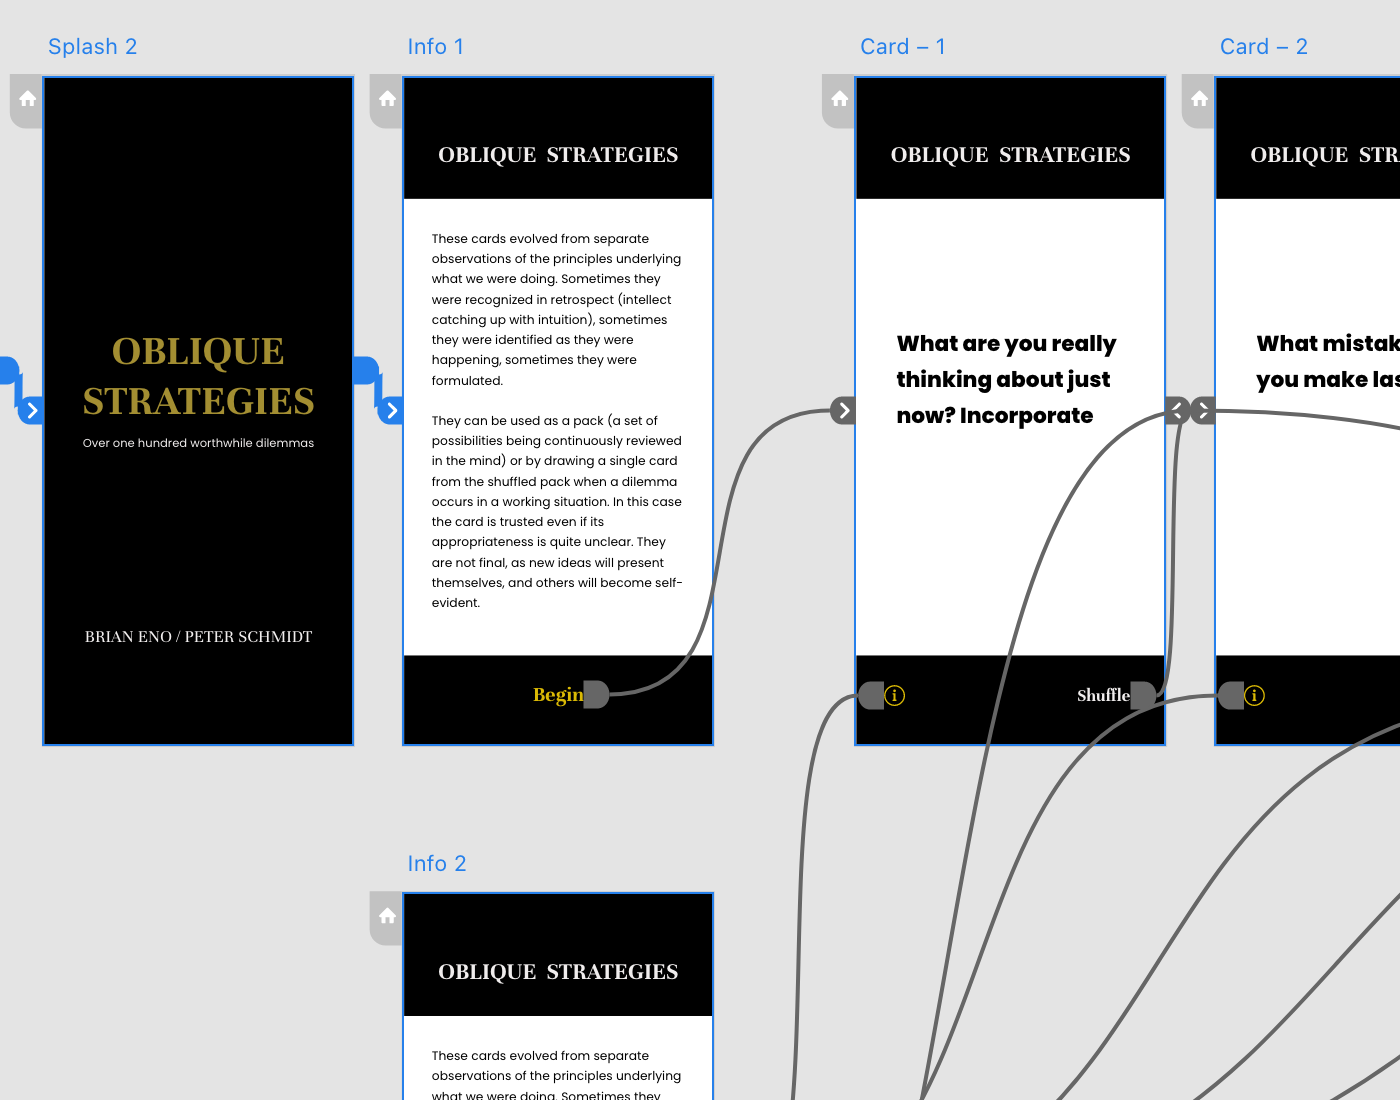 Splash 2
OBLIQUE
STRATEGIES
Over one hundred worthwhile dilemmas
BRIAN ENO / PETER SCHMIDT
Info 1
OBLIQUE STRATEGIES
These cards evolved from separate
observations of the principles underlying
what we were doing. Sometimes they
were recognized in retrospect (intellect
catching up with intuition), sometimes
they were identified as they were
happening, sometimes they were
formulated.
They can be used as a pack (a set of
possibilities being continuously reviewed
in the mind) or by drawing a single card
from the shuffled pack when a dilemma
occurs in a working situation. In this case
the card is trusted even if its
appropriateness is quite unclear. They
are not final, as new ideas will present
themselves, and others will become self-
evident.
Begin
Card – 1
OBLIQUE STRATEGIES
What are you really
thinking about just
now? Incorporate
i
Shuffle
Card – 2
OBLIQUE
What
you make
i
Info 2
OBLIQUE STRATEGIES
These cards evolved from separate
observations of the principles underlying
what we were doing. Sometimes they